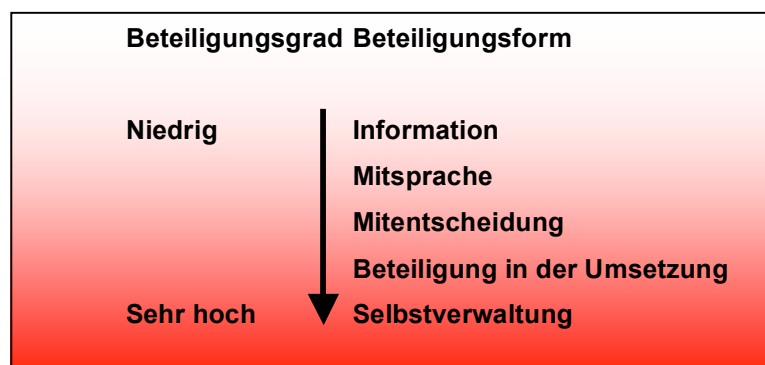 Beteiligungsgrad Beteiligungsform
Niedrig Information
Mitsprache
Mitentscheidung
Beteiligung in der Umsetzung
Sehr hoch Selbstverwaltung